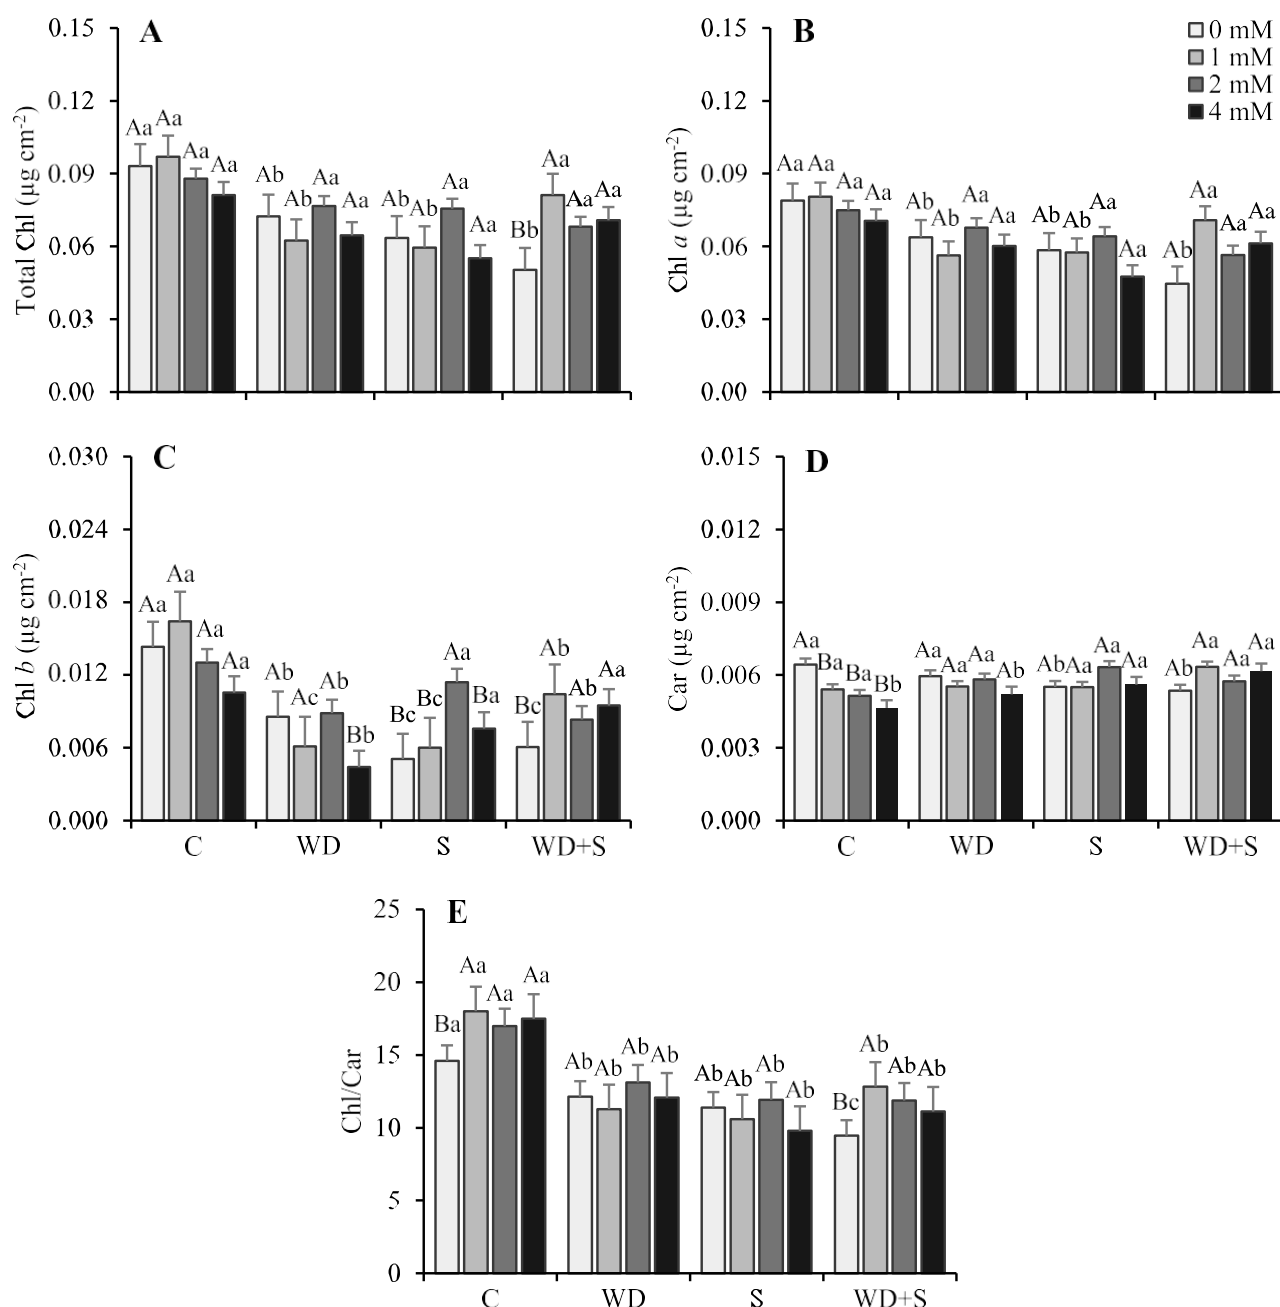 A
0.15
0.12
0.09
0.06
0.03
0.00
Total Chl (µg cm-2)
Aa Aa Aa Aa
Ab Ab Aa Aa
Ab Ab Aa Aa
Bb Aa Aa Aa
B
0 mM
1 mM
2 mM
4 mM
0.15
0.12
0.09
0.06
0.03
0.00
Chl a (µg cm-2)
Aa Aa Aa Aa
Ab Ab Aa Aa
Ab Ab Aa Aa
Ab Aa Aa Aa
C
0.030
0.024
0.018
0.012
0.006
0.000
Chl b (µg cm-2)
Aa Aa Aa Aa
Ab Ac Ab Bb
Bc Bc Aa Ba
Bc Ab Ab Aa
C WD S WD+S
D
0.015
0.012
0.009
0.006
0.003
0.000
Car (µg cm-2)
Aa Ba Ba Bb
Aa Aa Aa Ab
Ab Aa Aa Aa
Ab Aa Aa Aa
C WD S WD+S
E
25
20
15
10
5
0
Chl/Car
Ba Aa Aa Aa
Ab Ab Ab Ab
Ab Ab Ab Ab
Bc Ab Ab Ab
C WD S WD+S